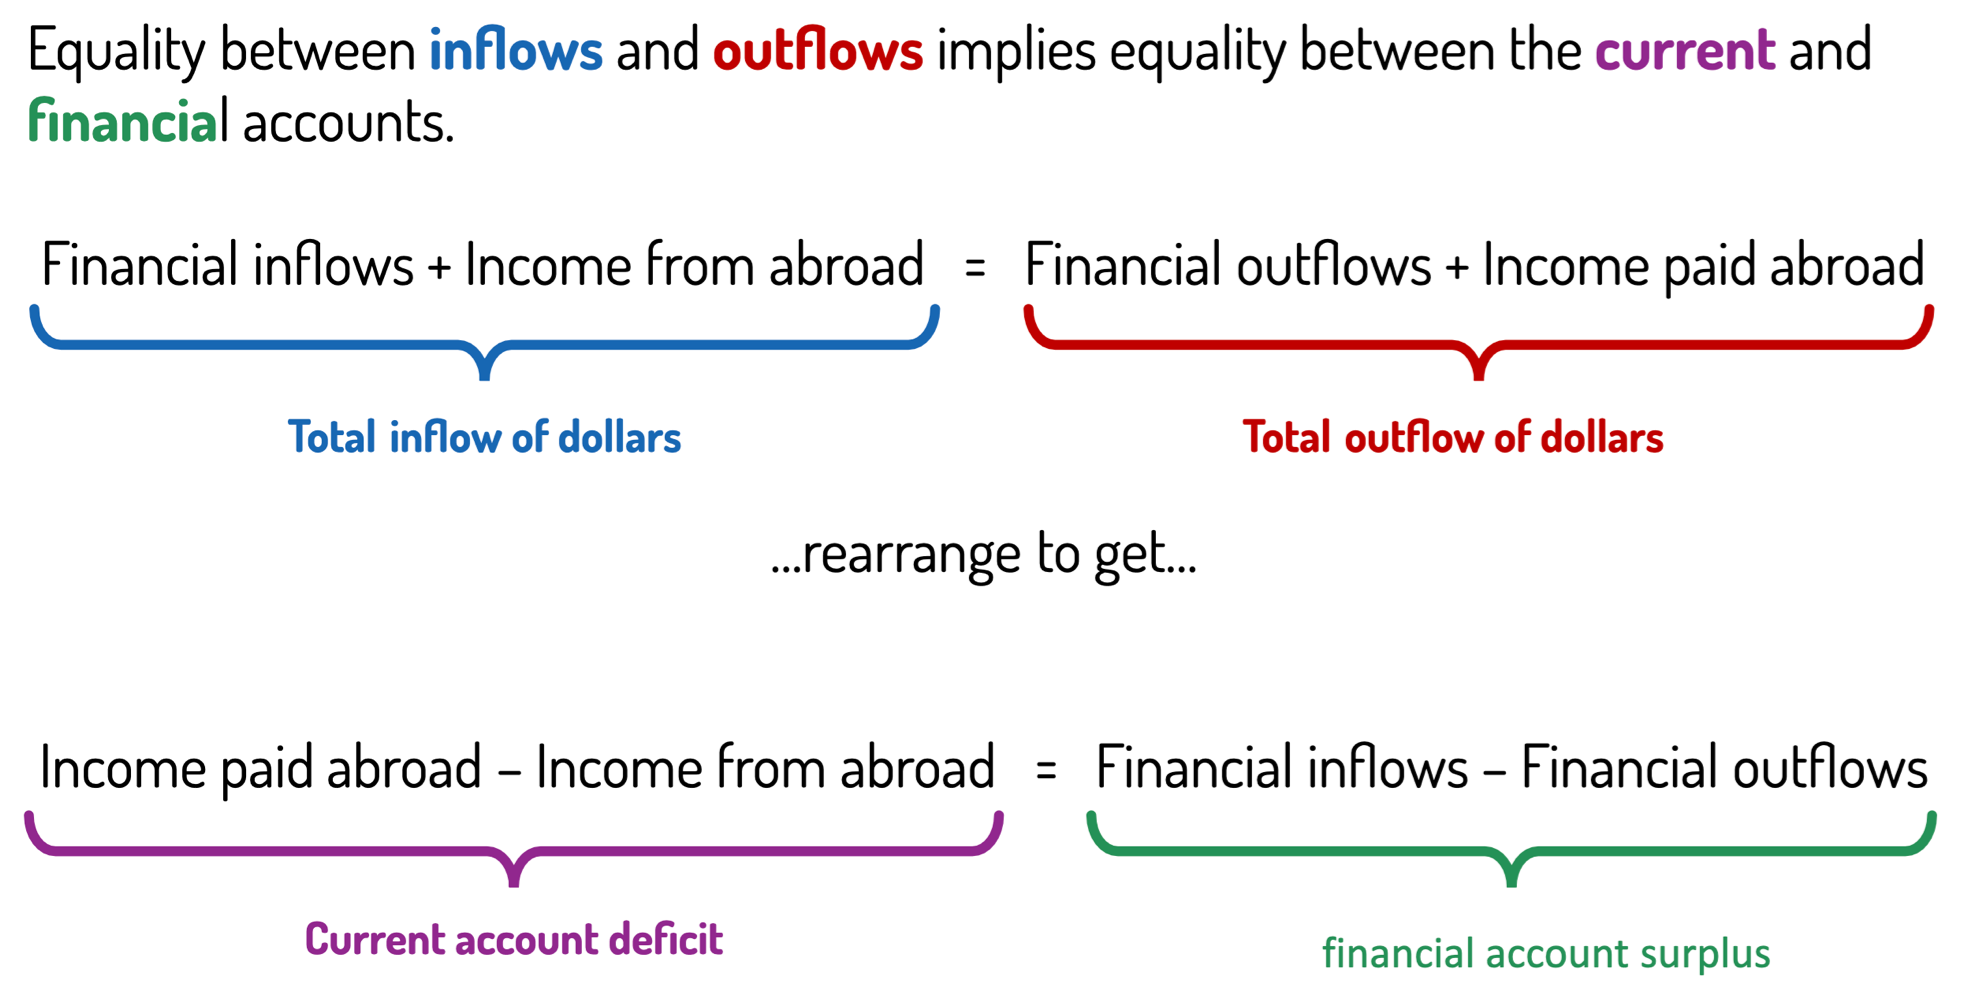 Equality between inflows and outflows implies equality between the current and
financial accounts.
Financial inflows + Income from abroad = Financial outflows + Income paid abroad
Total inflow of dollars
Total outflow of dollars
...rearrange to get...
Income paid abroad – Income from abroad = Financial inflows – Financial outflows
Current account deficit
financial account surplus